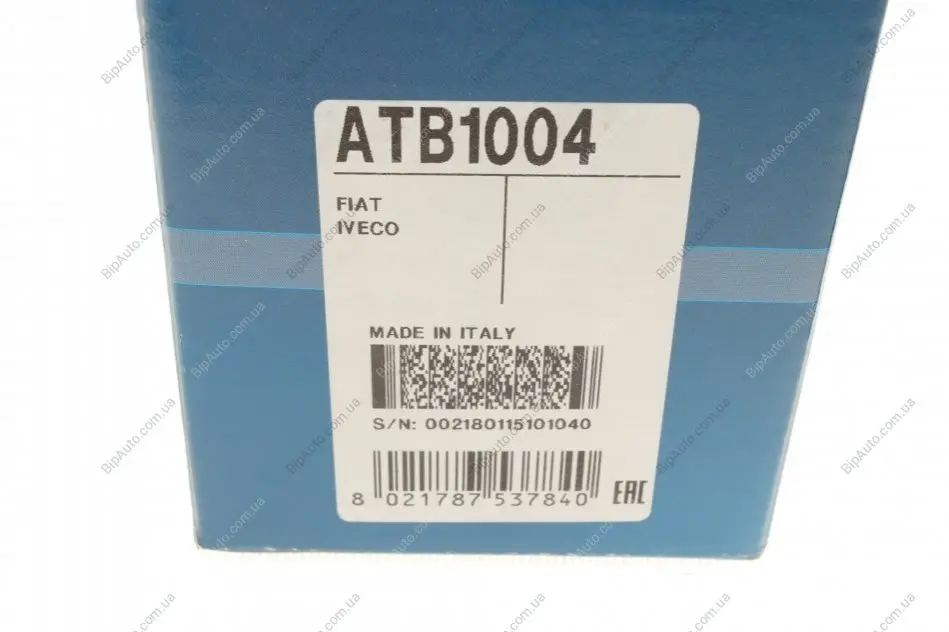 ATB1004
FIAT
IVECO
MADE IN ITALY
S/N: 002180115101040
8 021787 537840
EAC
BipAuto.com.ua